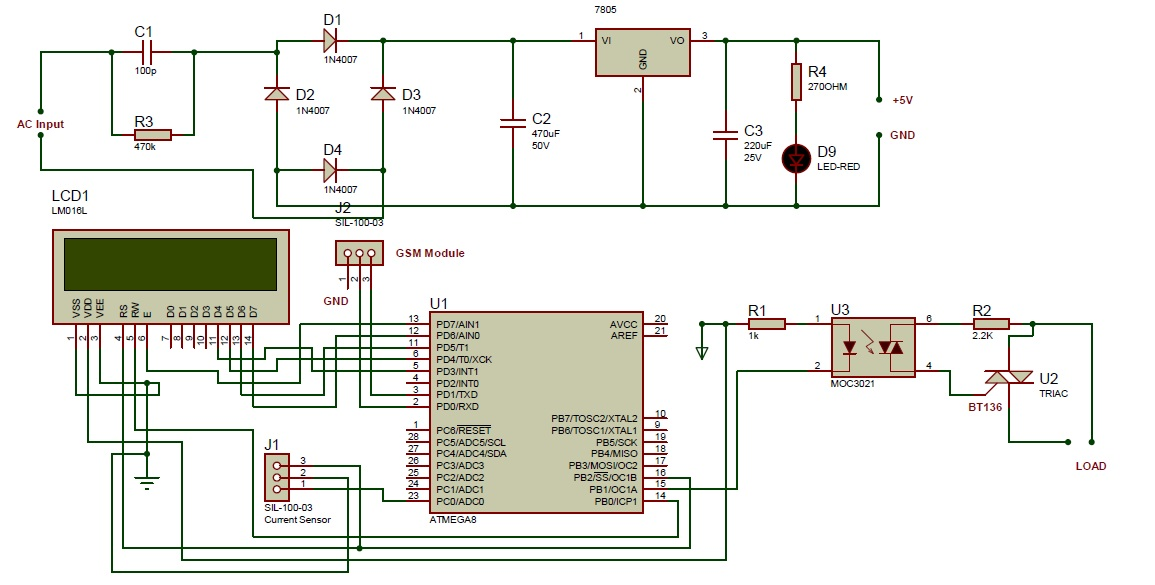 7805
C1
100p
D1
1N4007
1
VI
VO
3
GND
2
D2
1N4007
D3
1N4007
R4
270OHM
+5V
AC Input
R3
470k
C2
470uF
50V
C3
220uF
25V
GND
D4
1N4007
D9
LED-RED
LCD1
LM016L
J2
SIL-100-03
GSM Module
1
2
3
GND
VSS
VDD
VEE
RS
RW
E
D0
D1
D2
D3
D4
D5
D6
D7
1
2
3
4
5
6
7
8
9
10
11
12
13
14
U1
13 PD7/AIN1
12 PD6/AIN0
11 PD5/T1
6 PD4/T0/XCK
5 PD3/INT1
4 PD2/INT0
3 PD1/TXD
2 PD0/RXD
1 PC6/RESET
28 PC5/ADC5/SCL
27 PC4/ADC4/SDA
26 PC3/ADC3
25 PC2/ADC2
24 PC1/ADC1
23 PC0/ADC0
AVCC 20
AREF 21
PB7/TOSC2/XTAL2 10
PB6/TOSC1/XTAL1 9
PB5/SCK 19
PB4/MISO 18
PB3/MOSI/OC2 17
PB2/SS/OC1B 16
PB1/OC1A 15
PB0/ICP1 14
ATMEGA8
J1
3
2
1
SIL-100-03
Current Sensor
R1
1k
U3
1
2
6
4
MOC3021
R2
2.2K
U2
TRIAC
BT136
LOAD